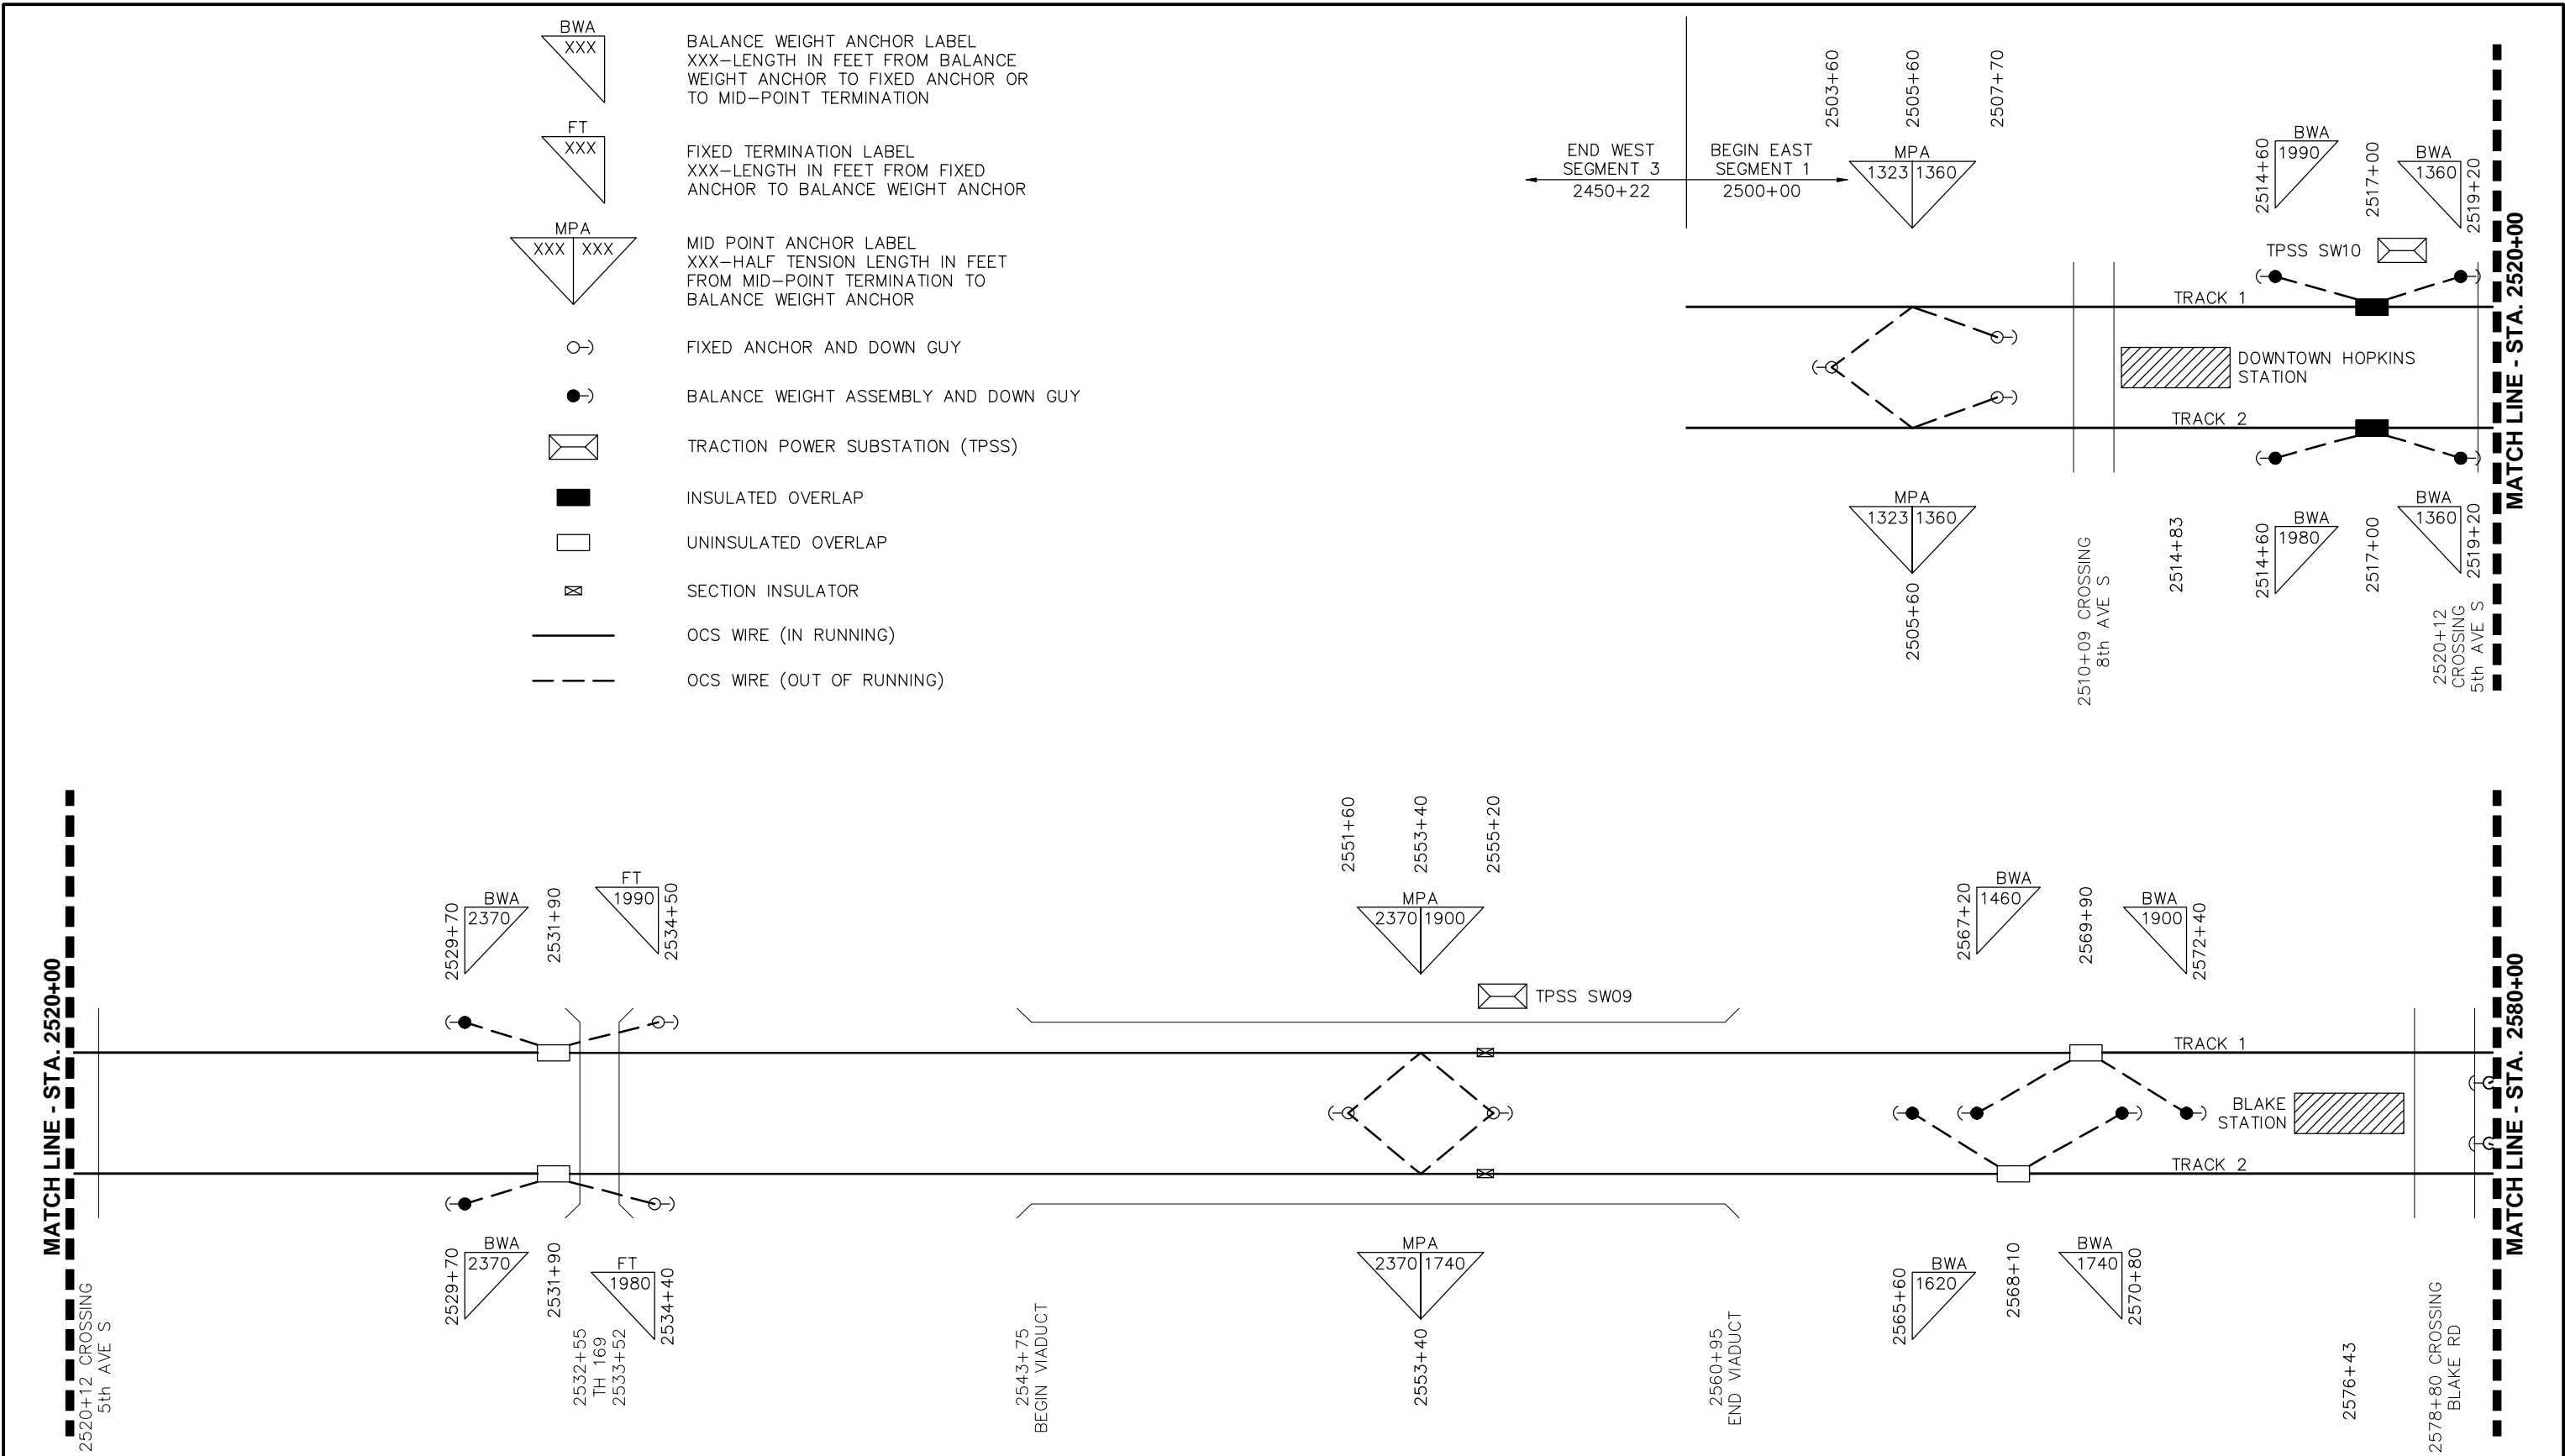 BWA
XXX
BALANCE WEIGHT ANCHOR LABEL
XXX-LENGTH IN FEET FROM BALANCE
WEIGHT ANCHOR TO FIXED ANCHOR OR
TO MID-POINT TERMINATION
FT
XXX
FIXED TERMINATION LABEL
XXX-LENGTH IN FEET FROM FIXED
ANCHOR TO BALANCE WEIGHT ANCHOR
MPA
XXX XXX
MID POINT ANCHOR LABEL
XXX-HALF TENSION LENGTH IN FEET
FROM MID-POINT TERMINATION TO
BALANCE WEIGHT ANCHOR
FIXED ANCHOR AND DOWN GUY
BALANCE WEIGHT ASSEMBLY AND DOWN GUY
TRACTION POWER SUBSTATION (TPSS)
INSULATED OVERLAP
UNINSULATED OVERLAP
SECTION INSULATOR
OCS WIRE (IN RUNNING)
OCS WIRE (OUT OF RUNNING)
END WEST
SEGMENT 3
2450+22
BEGIN EAST
SEGMENT 1
2500+00
2503+60
2505+60
2507+70
MPA
1323 1360
2514+60
BWA
1990
2517+00
BWA
1360
2519+20
TPSS SW10
TRACK 1
DOWNTOWN HOPKINS
STATION
TRACK 2
MPA
1323 1360
2505+60
2510+09 CROSSING
8th AVE S
2514+83
2514+60
BWA
1980
2517+00
BWA
1360
2519+20
2520+12
CROSSING
5th AVE S
MATCH LINE - STA. 2520+00
MATCH LINE - STA. 2520+00
2529+70
BWA
2370
2531+90
FT
1990
2534+50
2551+60
2553+40
2555+20
MPA
2370 1900
TPSS SW09
2567+20
BWA
1460
2569+90
BWA
1900
2572+40
TRACK 1
BLAKE
STATION
TRACK 2
2520+12 CROSSING
5th AVE S
2529+70
BWA
2370
2531+90
2532+55
TH 169
2533+52
FT
1980
2534+40
2543+75
BEGIN VIADUCT
MPA
2370 1740
2553+40
2560+95
END VIADUCT
2565+60
BWA
1620
2568+10
BWA
1740
2570+80
2576+43
2578+80 CROSSING
BLAKE RD
MATCH LINE - STA. 2580+00